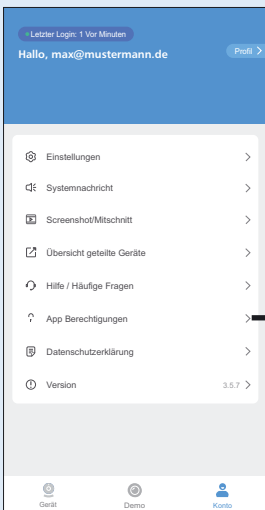 Letzter Login: 1 Vor Minuten
Hallo, max@mustermann.de
Profil
Einstellungen
Systemnachricht
Screenshot/Mitschnitt
Übersicht geteilte Geräte
Hilfe / Häufige Fragen
App Berechtigungen
Datenschutzerklärung
Version 3.5.7
Gerät Demo Konto